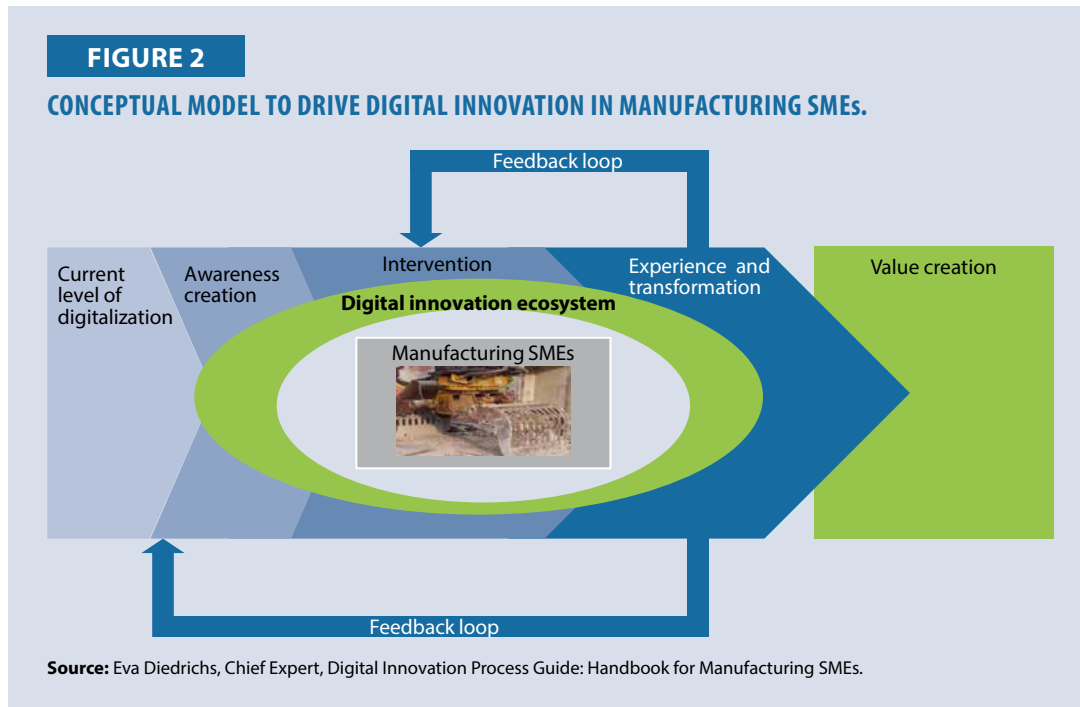 FIGURE 2
CONCEPTUAL MODEL TO DRIVE DIGITAL INNOVATION IN MANUFACTURING SMEs.
Feedback loop
Current
level of
digitalization
Awareness
creation
Intervention
Experience and
transformation
Value creation
Digital innovation ecosystem
Manufacturing SMEs
Feedback loop
Source: Eva Diedrichs, Chief Expert, Digital Innovation Process Guide: Handbook for Manufacturing SMEs.